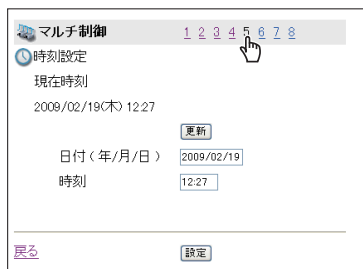 マルチ制御 1 2 3 4 5 6 7 8
時刻設定
現在時刻
2009/02/19(木) 12:27
更新
日付(年/月/日) 2009/02/19
時刻 12:27
戻る 設定